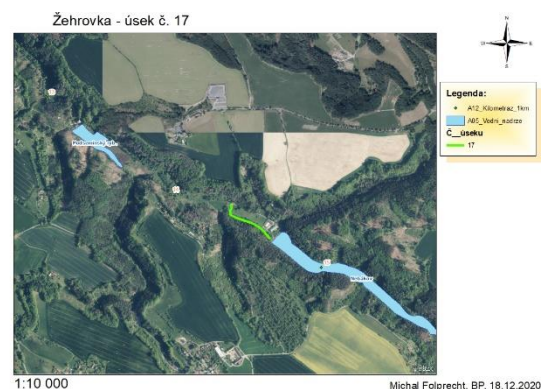 Žehrovka - úsek č. 17
N
Legenda:
A12_Kilometraz_1km
A05_Vodni_nadrze
Č__úseku
17
1:10 000
Michal Folprecht, BP, 18.12.2020